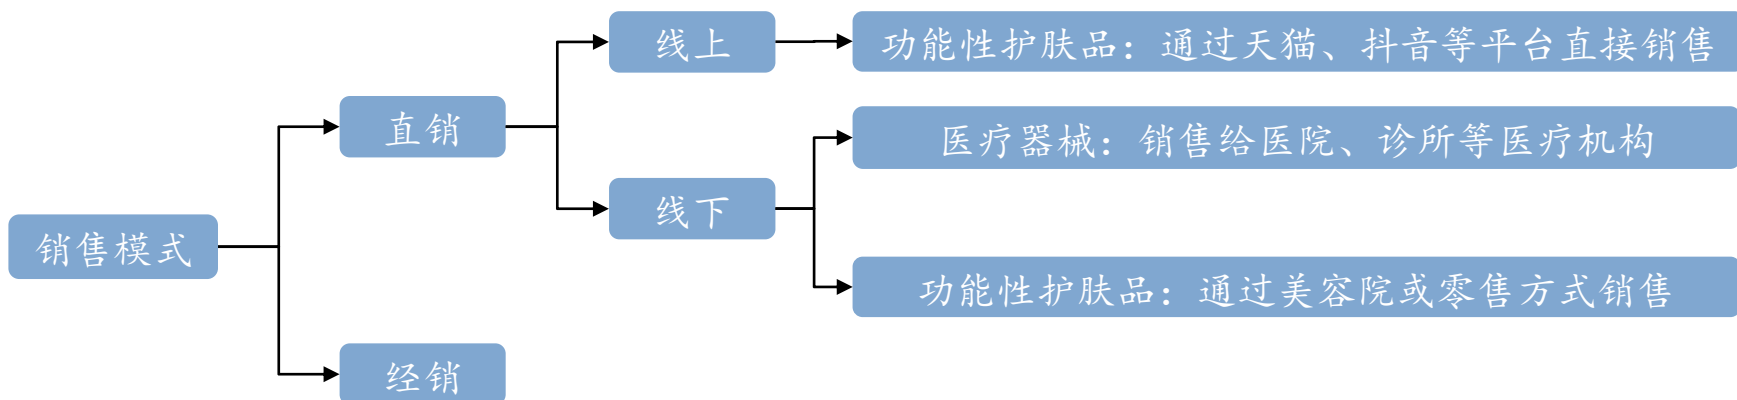 线上
功能性护肤品：通过天猫、抖音等平台直接销售
直销
医疗器械：销售给医院、诊所等医疗机构
线下
销售模式
功能性护肤品：通过美容院或零售方式销售
经销